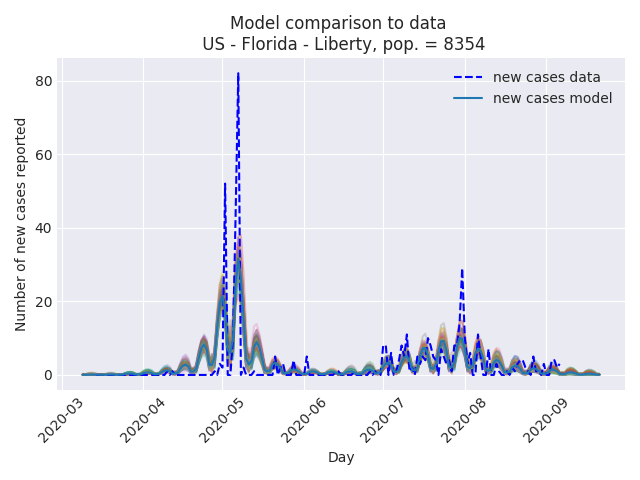 Model comparison to data
US - Florida - Liberty, pop. = 8354
new cases data
new cases model
Number of new cases reported
80
60
40
20
0
2020-03
2020-04
2020-05
2020-06
2020-07
2020-08
2020-09
Day